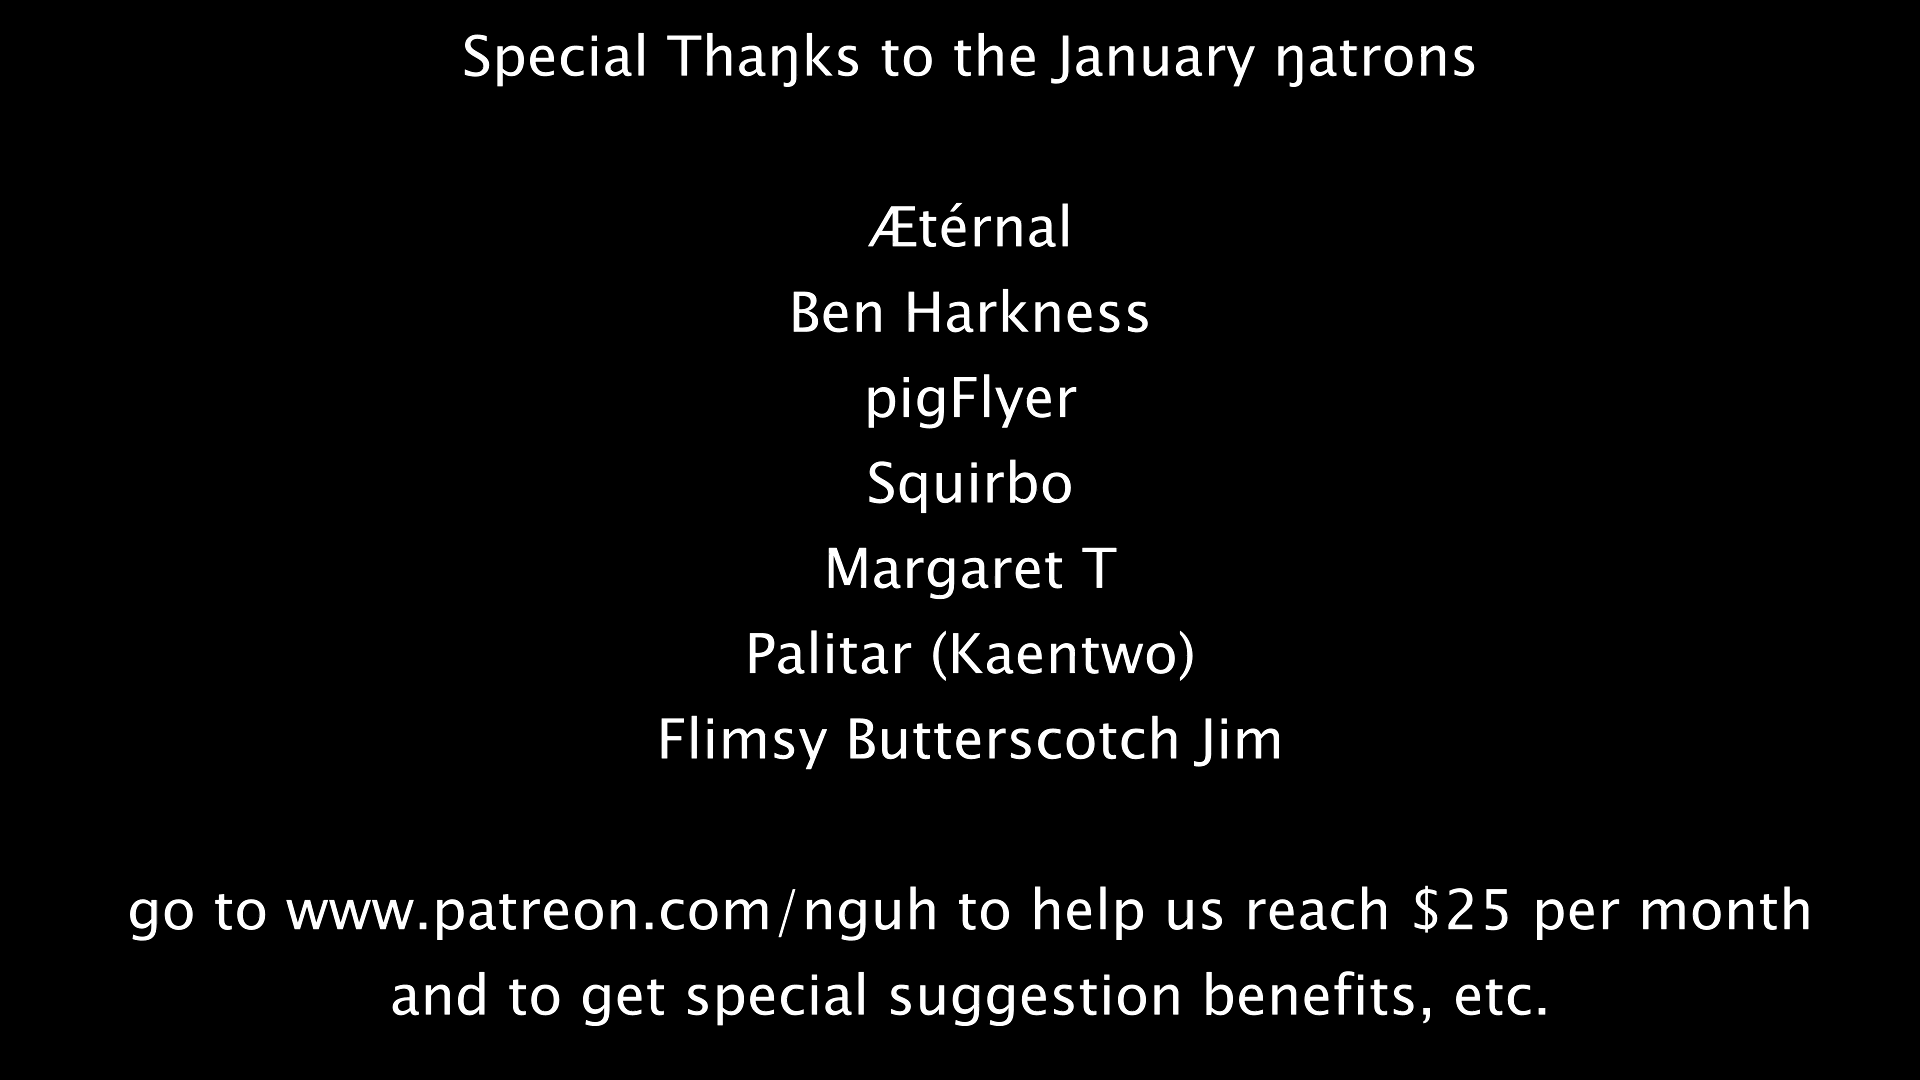 Special Thaŋks to the January ŋatrons
Ætérnal
Ben Harkness
pigFlyer
Squirbo
Margaret T
Palitar (Kaentwo)
Flimsy Butterscotch Jim
go to www.patreon.com/nguh to help us reach $25 per month
and to get special suggestion benefits, etc.